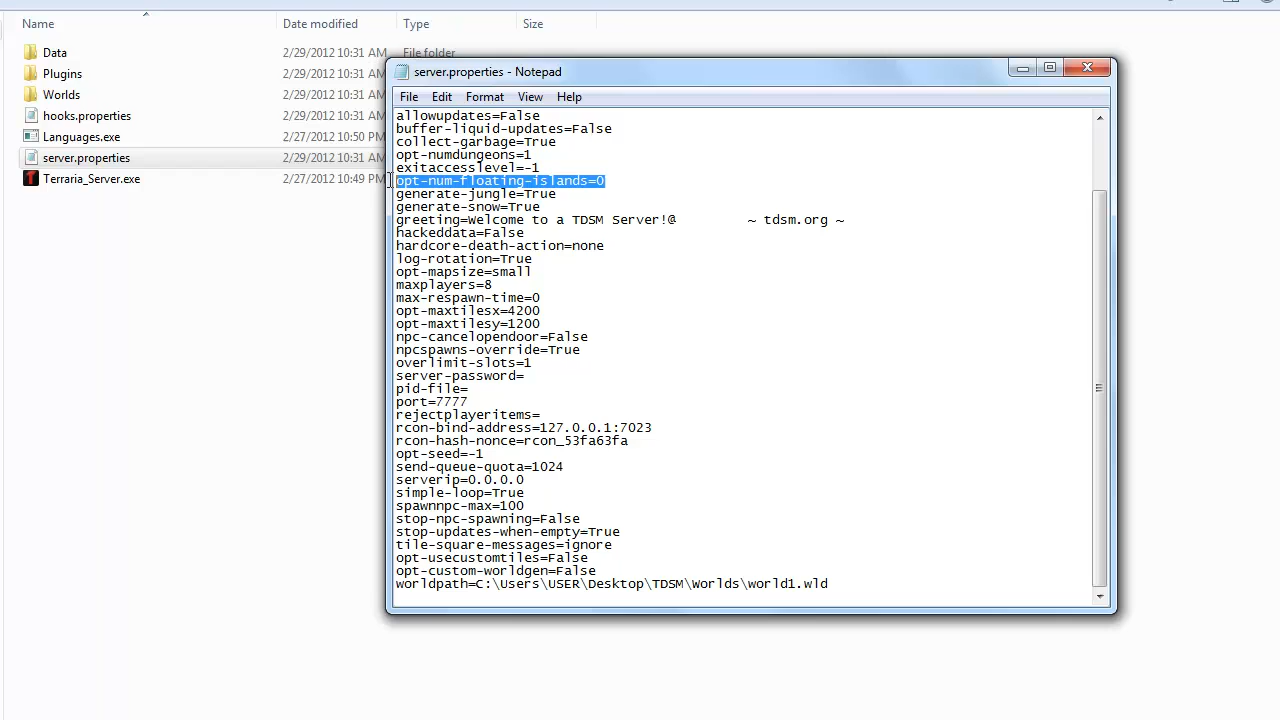 Name Date modified Type Size
Data 2/29/2012 10:31 AM File folder
Plugins 2/29/2012 10:31 AM
Worlds 2/29/2012 10:31 AM
hooks.properties 2/29/2012 10:31 AM
Languages.exe 2/27/2012 10:50 PM
server.properties 2/29/2012 10:31 AM
Terraria_Server.exe 2/27/2012 10:49 PM
server.properties - Notepad
File Edit Format View Help
allowupdates=False
buffer-liquid-updates=False
collect-garbage=True
opt-numdungeons=1
exitaccesslevel=-1
opt-num-floating-islands=0
generate-jungle=True
generate-snow=True
greeting=Welcome to a TDSM Server!@ ~ tdsm.org ~
hackeddata=False
hardcore-death-action=none
log-rotation=True
opt-mapsize=small
maxplayers=8
max-respawn-time=0
opt-maxtilesx=4200
opt-maxtilesy=1200
npc-cancelopendoor=False
npcspawns-override=True
overlimit-slots=1
server-password=
pid-file=
port=7777
rejectplayeritems=
rcon-bind-address=127.0.0.1:7023
rcon-hash-nonce=rcon_53fa63fa
opt-seed=-1
send-queue-quota=1024
serverip=0.0.0.0
simple-loop=True
spawnnpc-max=100
stop-npc-spawning=False
stop-updates-when-empty=True
tile-square-messages=ignore
opt-usecustomtiles=False
opt-custom-worldgen=False
worldpath=C:\Users\USER\Desktop\TDSM\Worlds\world1.wld